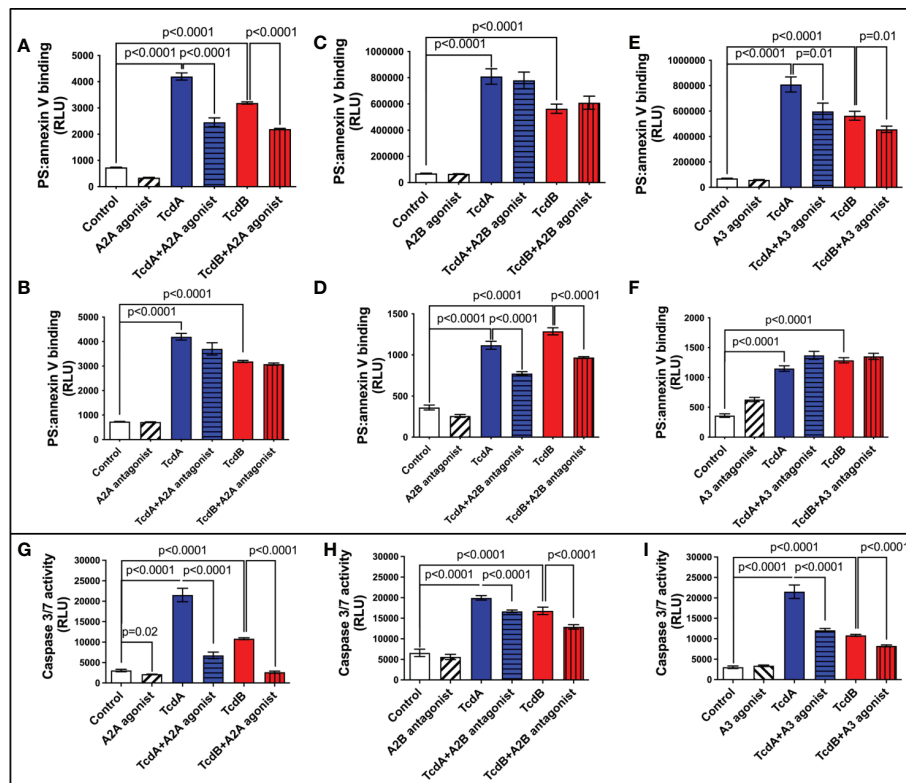 A
PS:annexin V binding
(RLU)
p<0.0001
p<0.0001
p<0.0001 p<0.0001
5000
4000
3000
2000
1000
0
Control
A2A agonist
TcdA
TcdA+A2A agonist
TcdB
TcdB+A2A agonist
C
PS:annexin V binding
(RLU)
p<0.0001
p<0.0001
1000000
800000
600000
400000
200000
0
Control
A2B agonist
TcdA
TcdA+A2B agonist
TcdB
TcdB+A2B agonist
E
PS:annexin V binding
(RLU)
p<0.0001
p=0.01
p<0.0001 p=0.01
1000000
800000
600000
400000
200000
0
Control
A3 agonist
TcdA
TcdA+A3 agonist
TcdB
TcdB+A3 agonist
B
PS:annexin V binding
(RLU)
p<0.0001
p<0.0001
5000
4000
3000
2000
1000
0
Control
A2A antagonist
TcdA
TcdA+A2A antagonist
TcdB
TcdB+A2A antagonist
D
PS:annexin V binding
(RLU)
p<0.0001
p<0.0001 p<0.0001 p<0.0001
1500
1000
500
0
Control
A2B antagonist
TcdA
TcdA+A2B antagonist
TcdB
TcdB+A2B antagonist
F
PS:annexin V binding
(RLU)
p<0.0001
p<0.0001
2000
1500
1000
500
0
Control
A3 antagonist
TcdA
TcdA+A3 antagonist
TcdB
TcdB+A3 antagonist
G
Caspase 3/7 activity
(RLU)
p<0.0001
p<0.0001
p<0.0001 p<0.0001
p=0.02
30000
25000
20000
15000
10000
5000
0
Control
A2A agonist
TcdA
TcdA+A2A agonist
TcdB
TcdB+A2A agonist
H
Caspase 3/7 activity
(RLU)
p<0.0001
p<0.0001 p<0.0001 p<0.0001
30000
25000
20000
15000
10000
5000
0
Control
A2B antagonist
TcdA
TcdA+A2B antagonist
TcdB
TcdB+A2B antagonist
I
Caspase 3/7 activity
(RLU)
p<0.0001
p<0.0001
p<0.0001 p<0.0001
30000
25000
20000
15000
10000
5000
0
Control
A3 agonist
TcdA
TcdA+A3 agonist
TcdB
TcdB+A3 agonist